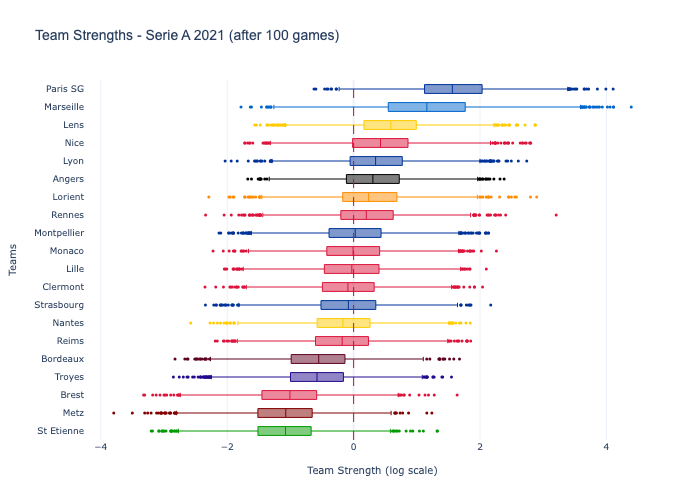 Team Strengths - Serie A 2021 (after 100 games)
Paris SG
Marseille
Lens
Nice
Lyon
Angers
Lorient
Rennes
Montpellier
Monaco
Lille
Clermont
Strasbourg
Nantes
Reims
Bordeaux
Troyes
Brest
Metz
St Etienne
Teams
−4 −2 0 2 4
Team Strength (log scale)